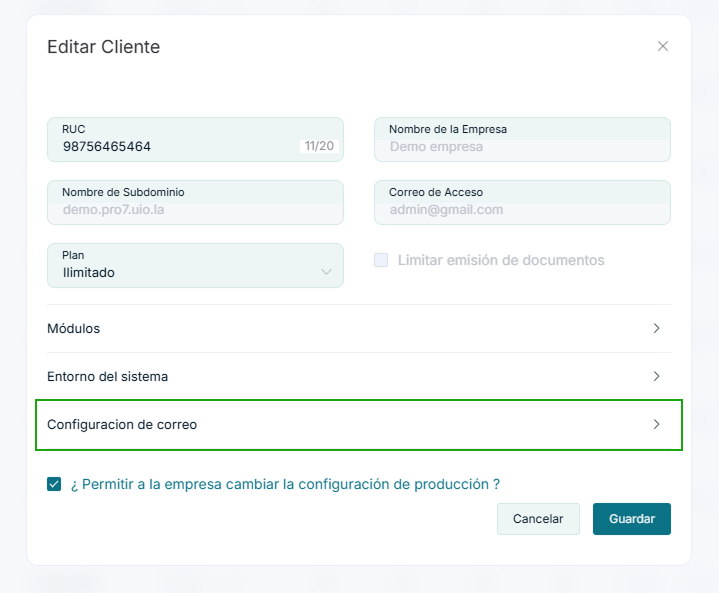 Editar Cliente
RUC
98756465464
11/20
Nombre de la Empresa
Demo empresa
Nombre de Subdominio
demo.pro7.uio.la
Correo de Acceso
admin@gmail.com
Plan
Ilimitado
Limitar emisión de documentos
Módulos
Entorno del sistema
Configuracion de correo
¿ Permitir a la empresa cambiar la configuración de producción ?
Cancelar
Guardar